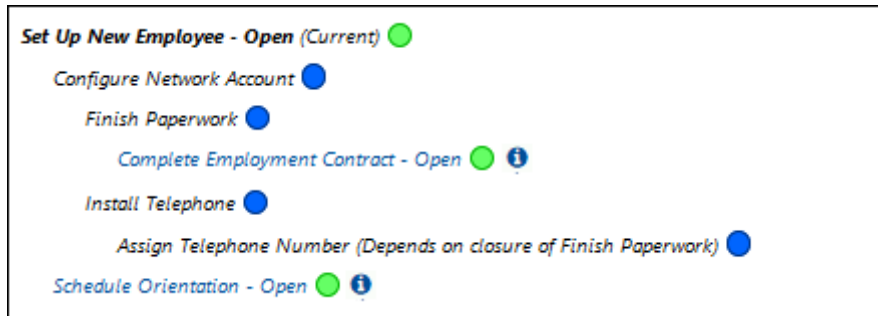 Set Up New Employee - Open (Current)
Configure Network Account
Finish Paperwork
Complete Employment Contract - Open
Install Telephone
Assign Telephone Number (Depends on closure of Finish Paperwork)
Schedule Orientation - Open